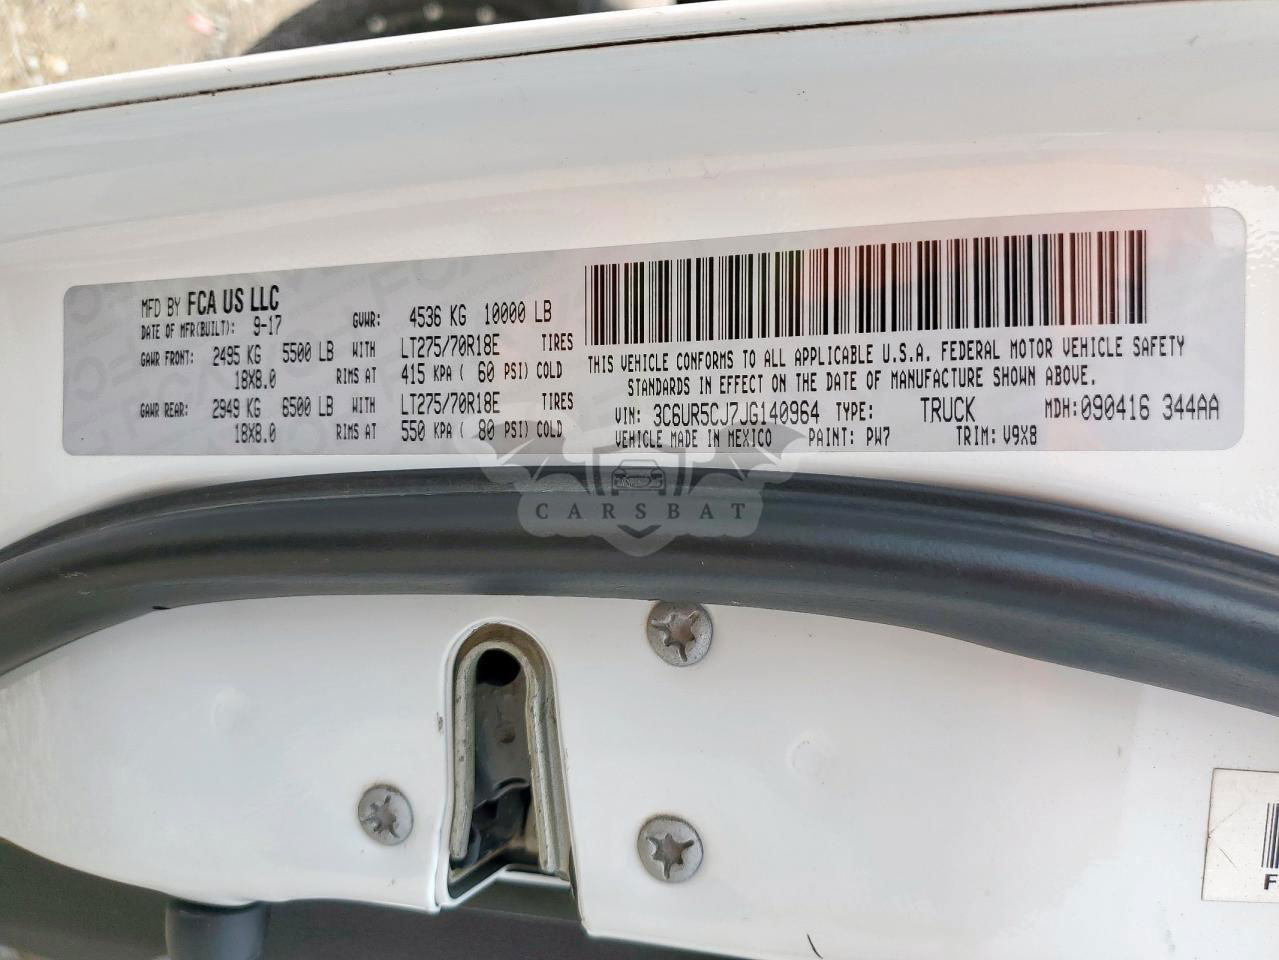 MFD BY FCA US LLC
DATE OF MFR(BUILT): 9-17 GVWR: 4536 KG 10000 LB
GAWR FRONT: 2495 KG 5500 LB WITH LT275/70R18E TIRES
18X8.0 RIMS AT 415 KPA ( 60 PSI) COLD
GAWR REAR: 2949 KG 6500 LB WITH LT275/70R18E TIRES
18X8.0 RIMS AT 550 KPA ( 80 PSI) COLD
THIS VEHICLE CONFORMS TO ALL APPLICABLE U.S.A. FEDERAL MOTOR VEHICLE SAFETY
STANDARDS IN EFFECT ON THE DATE OF MANUFACTURE SHOWN ABOVE.
VIN: 3C6UR5CJ7JG140964 TYPE: TRUCK MDH:090416 344AA
VEHICLE MADE IN MEXICO PAINT: PW7 TRIM: V9X8
CARSBAT